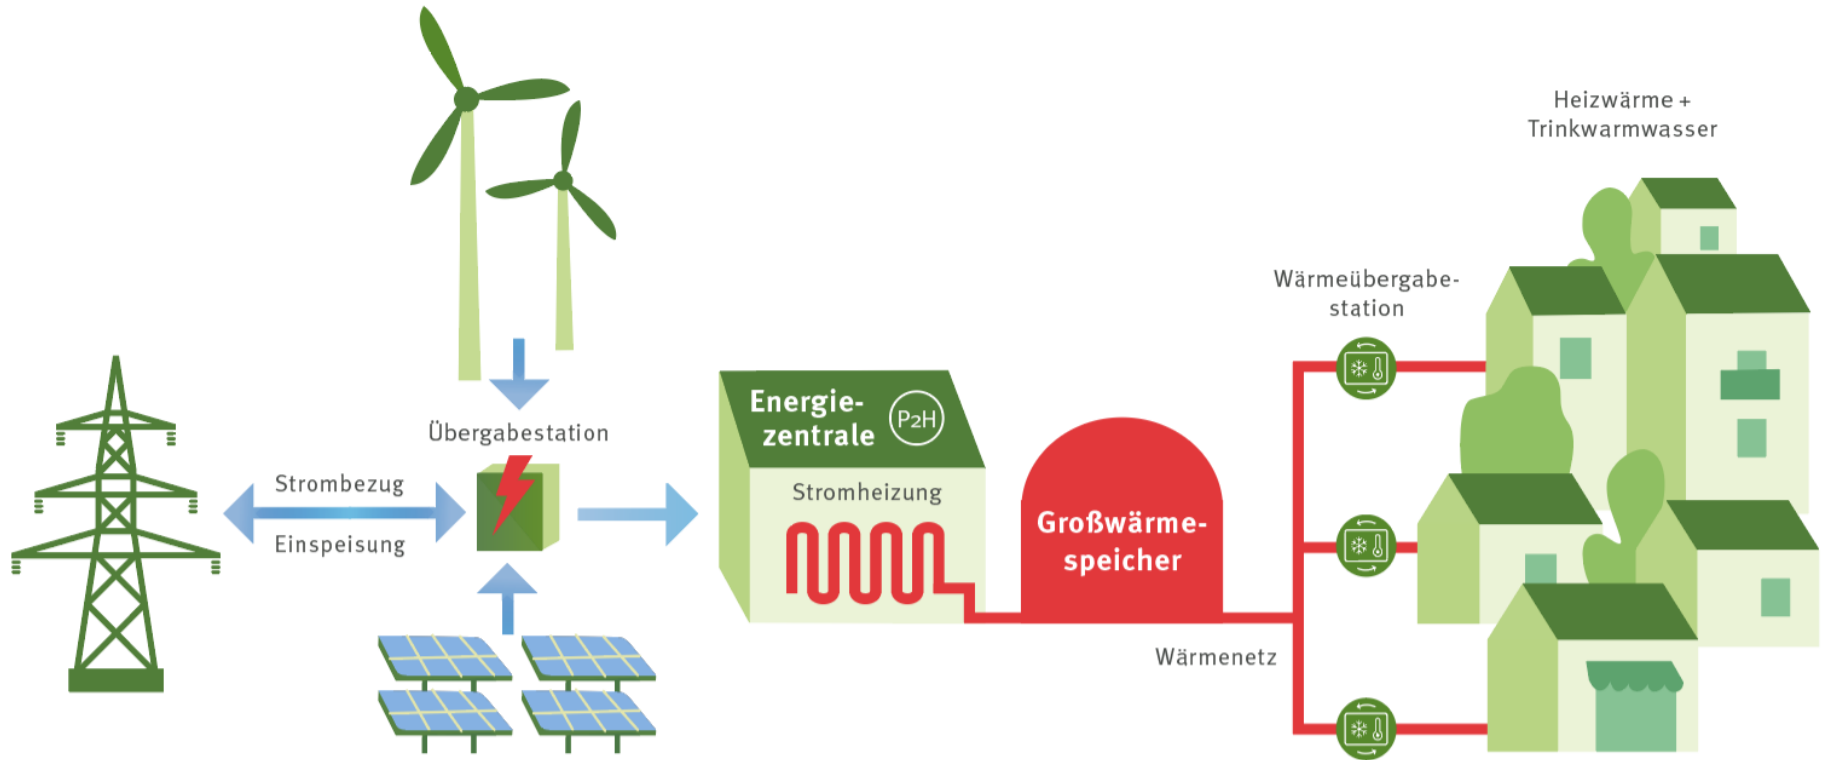 Heizwärme +
Trinkwarmwasser
Wärmeübergabe-
station
Übergabestation
Strombezug
Einspeisung
Energie-
zentrale
P2H
Stromheizung
Großwärme-
speicher
Wärmenetz